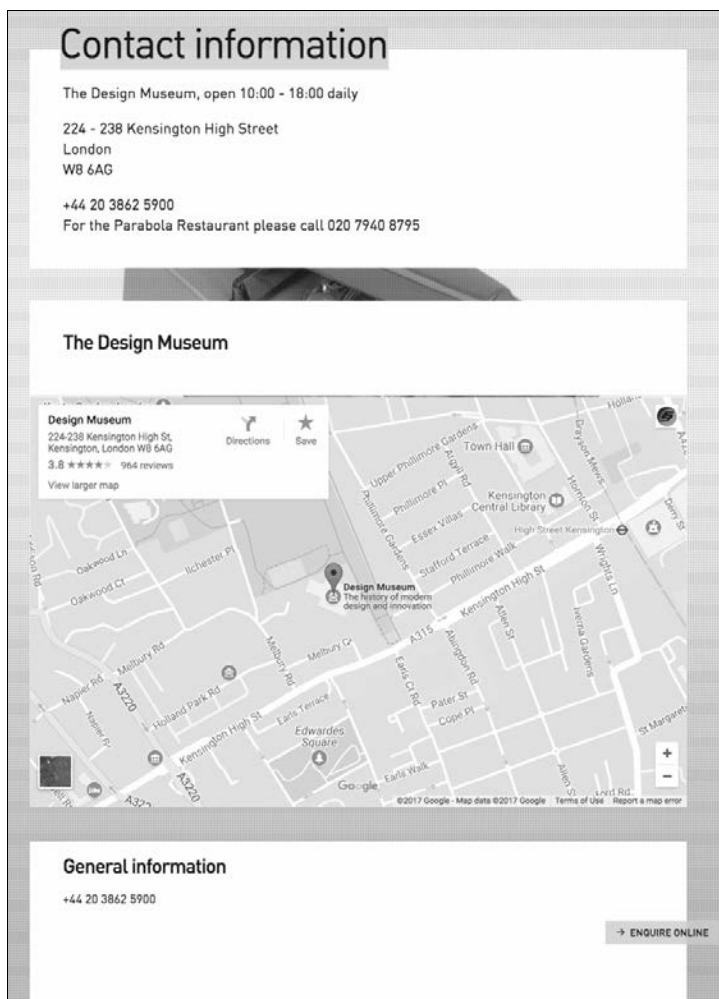 Contact information
The Design Museum, open 10:00 - 18:00 daily
224 - 238 Kensington High Street
London
W8 6AG
+44 20 3862 5900
For the Parabola Restaurant please call 020 7940 8795
The Design Museum
Design Museum
224-238 Kensington High St,
Kensington, London W8 6AG
3.8 ★★★★★ 964 reviews
View larger map
Directions
Save
Upper Phillimore Gardens
Town Hall
Argyll Rd
Grayson Mews
Hornton St
Phillimore Pl
Kensington
Central Library
Phillimore Gardens
Essex Villas
High Street Kensington
Derry St
Stafford Terrace
Phillimore Walk
Wrights Ln
Oakwood Ln
Ilchester Pl
Oakwood Ct
Design Museum
The history of modern
design and innovation
Kensington High St
A315
Allen St
Iverna Gardens
Abingdon Rd
Melbury Rd
Melbury Rd
Melbury Ct
Earls Ct Rd
Napier Rd
A3220
Holland Park Rd
Earls Terrace
Pater St
Cope Pl
Napier
Kensington High St
Edwardes
Square
Earls Walk
A3220
Allen St
Google
+
−
©2017 Google - Map data ©2017 Google
Terms of Use
Report a map error
General information
+44 20 3862 5900
→ ENQUIRE ONLINE